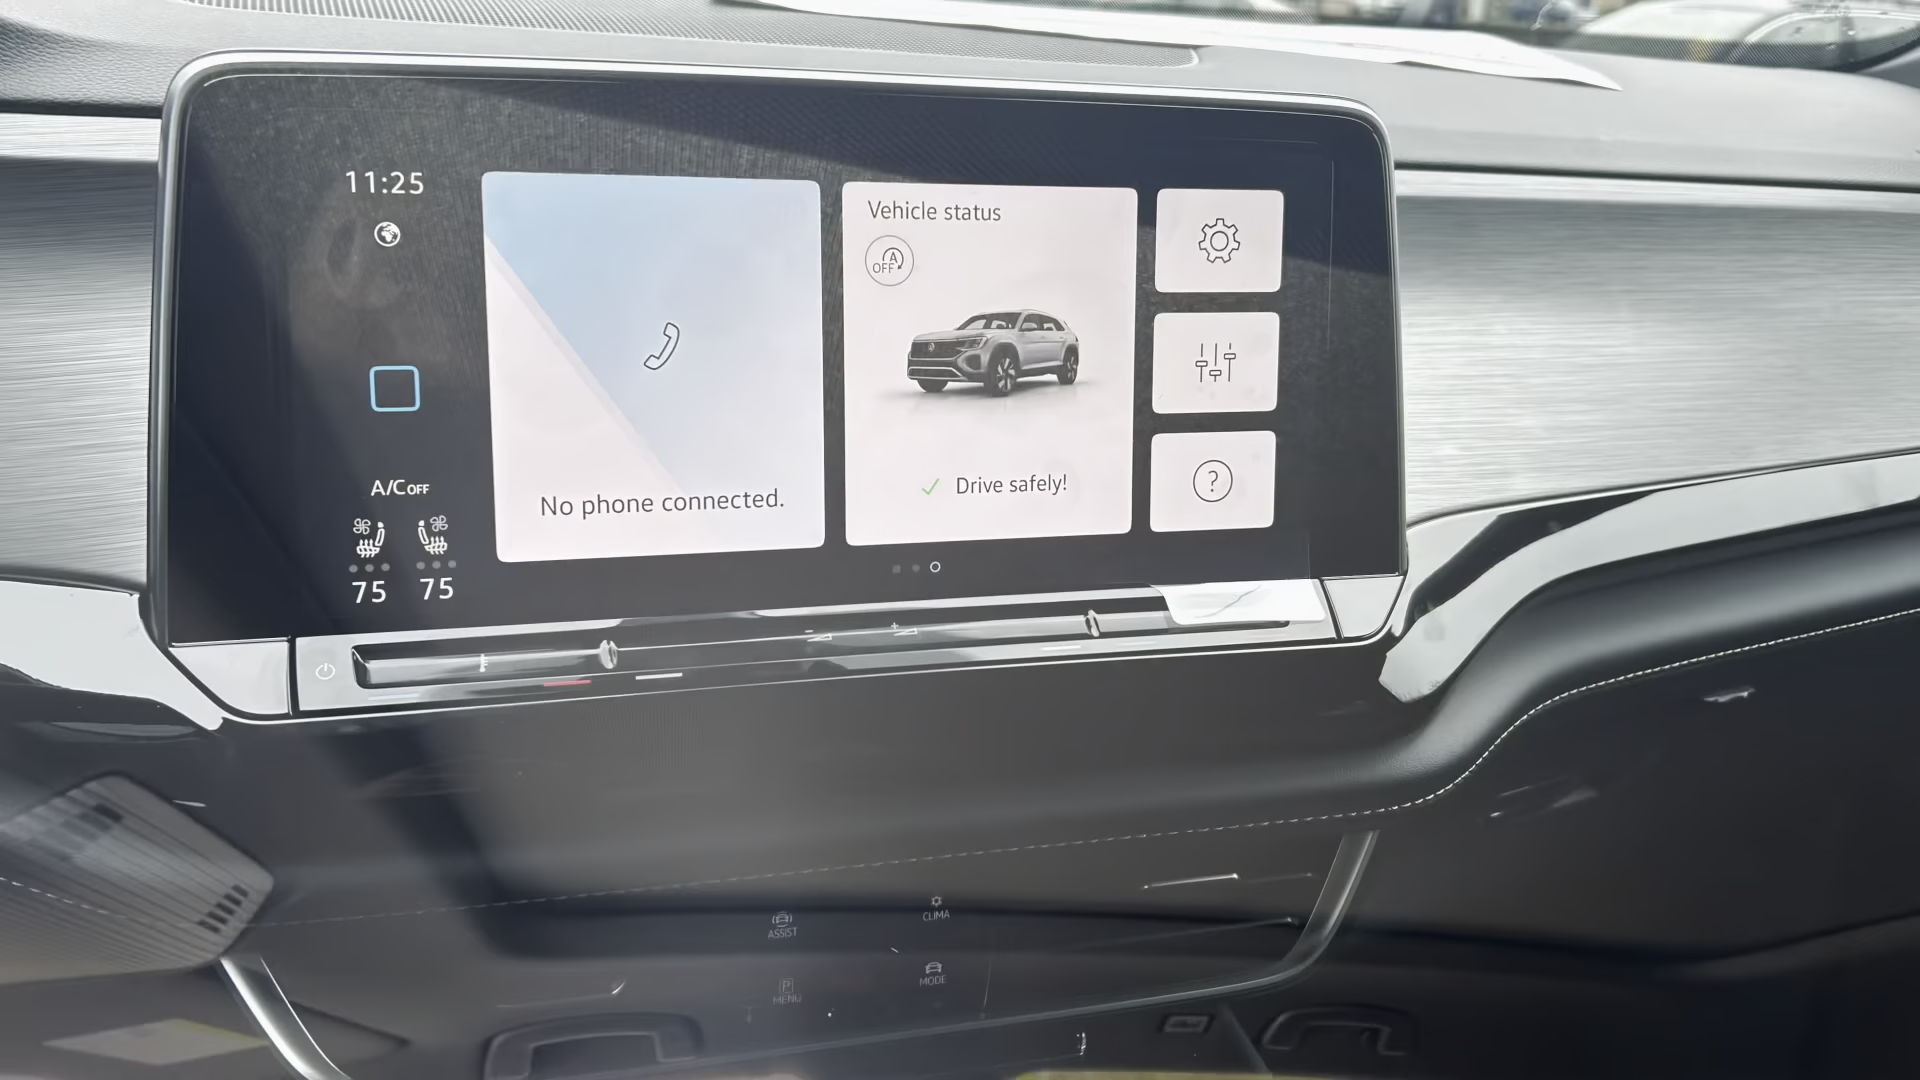 11:25
A/C OFF
75 75
No phone connected.
Vehicle status
A
OFF
Drive safely!
?
- +
ASSIST
CLIMA
P
MENU
MODE